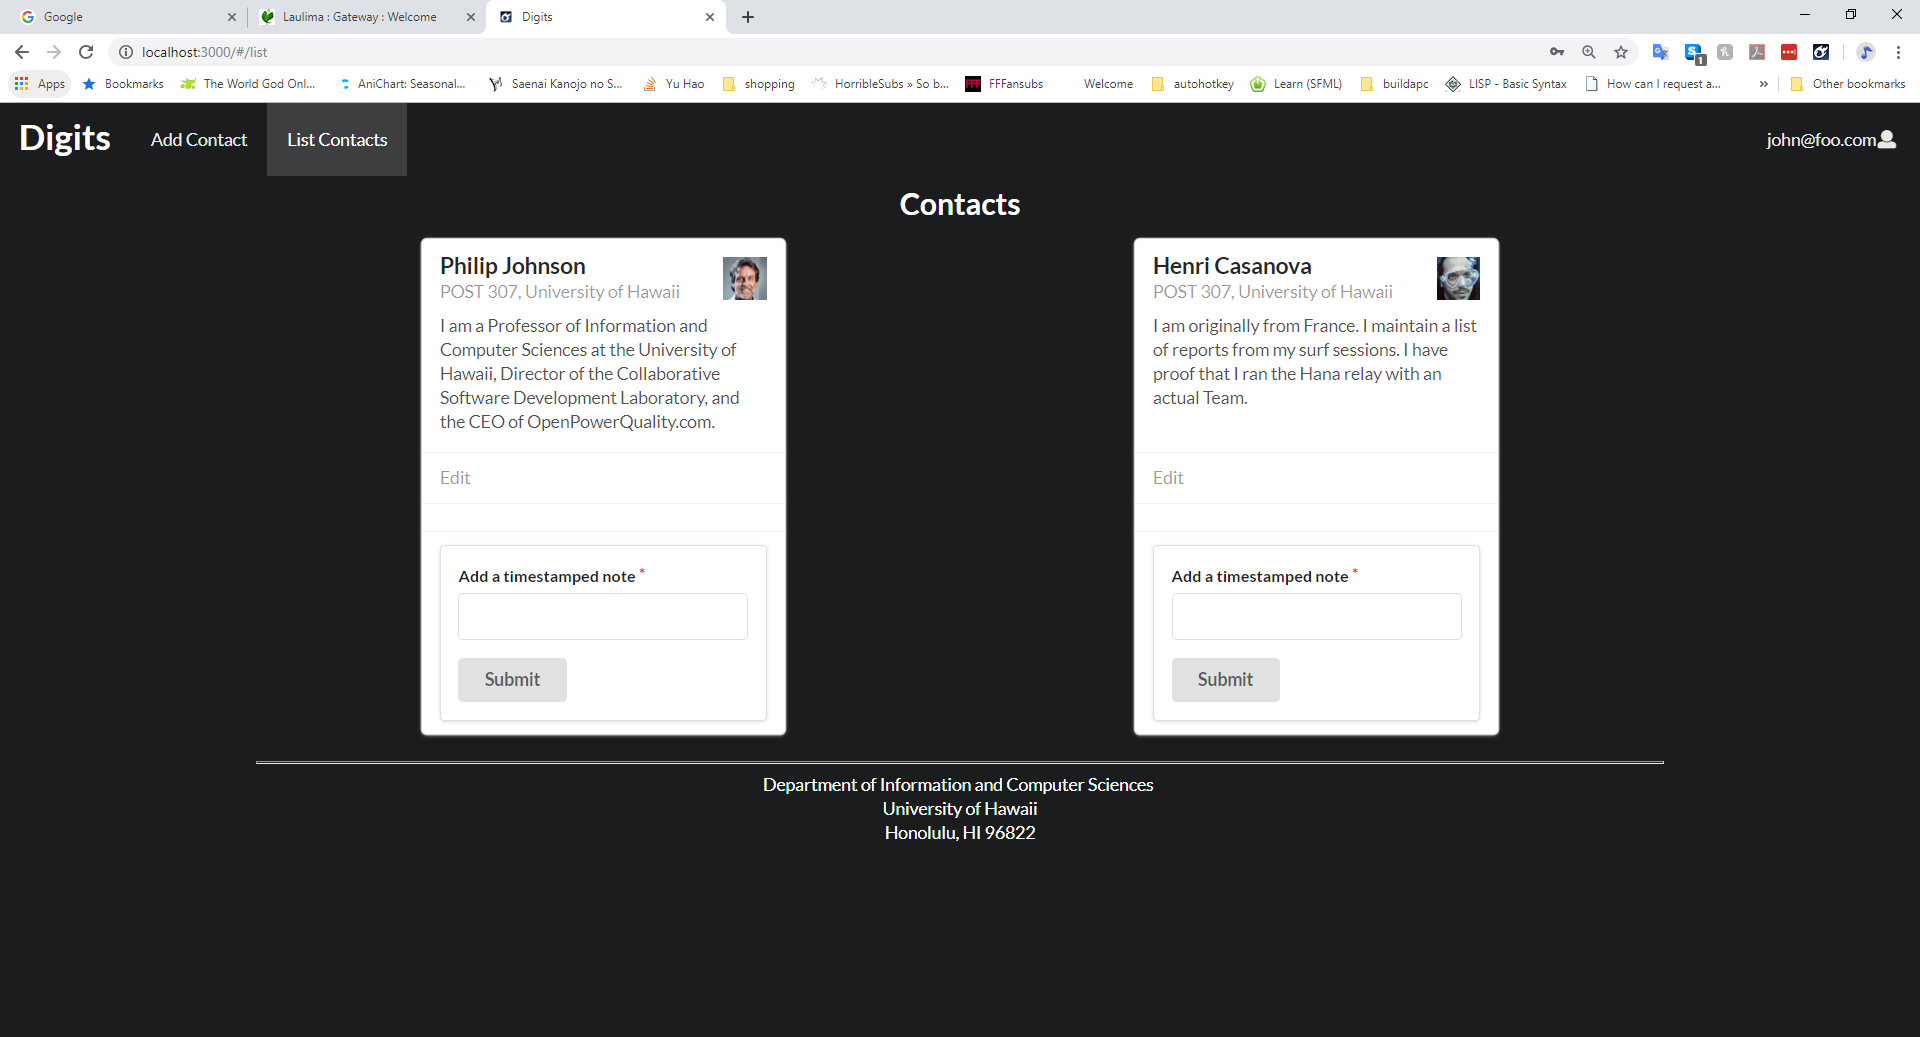 Google
Laulima : Gateway : Welcome
Digits
localhost:3000/#/list
1
Apps
Bookmarks
The World God Onl...
AniChart: Seasonal...
Saenai Kanojo no S...
Yu Hao
shopping
HorribleSubs » So b...
FFFansubs
Welcome
autohotkey
Learn (SFML)
buildapc
LISP - Basic Syntax
How can I request a...
»
Other bookmarks
Digits
Add Contact
List Contacts
john@foo.com
Contacts
Philip Johnson
POST 307, University of Hawaii
I am a Professor of Information and
Computer Sciences at the University of
Hawaii, Director of the Collaborative
Software Development Laboratory, and
the CEO of OpenPowerQuality.com.
Edit
Add a timestamped note *
Submit
Henri Casanova
POST 307, University of Hawaii
I am originally from France. I maintain a list
of reports from my surf sessions. I have
proof that I ran the Hana relay with an
actual Team.
Edit
Add a timestamped note *
Submit
Department of Information and Computer Sciences
University of Hawaii
Honolulu, HI 96822